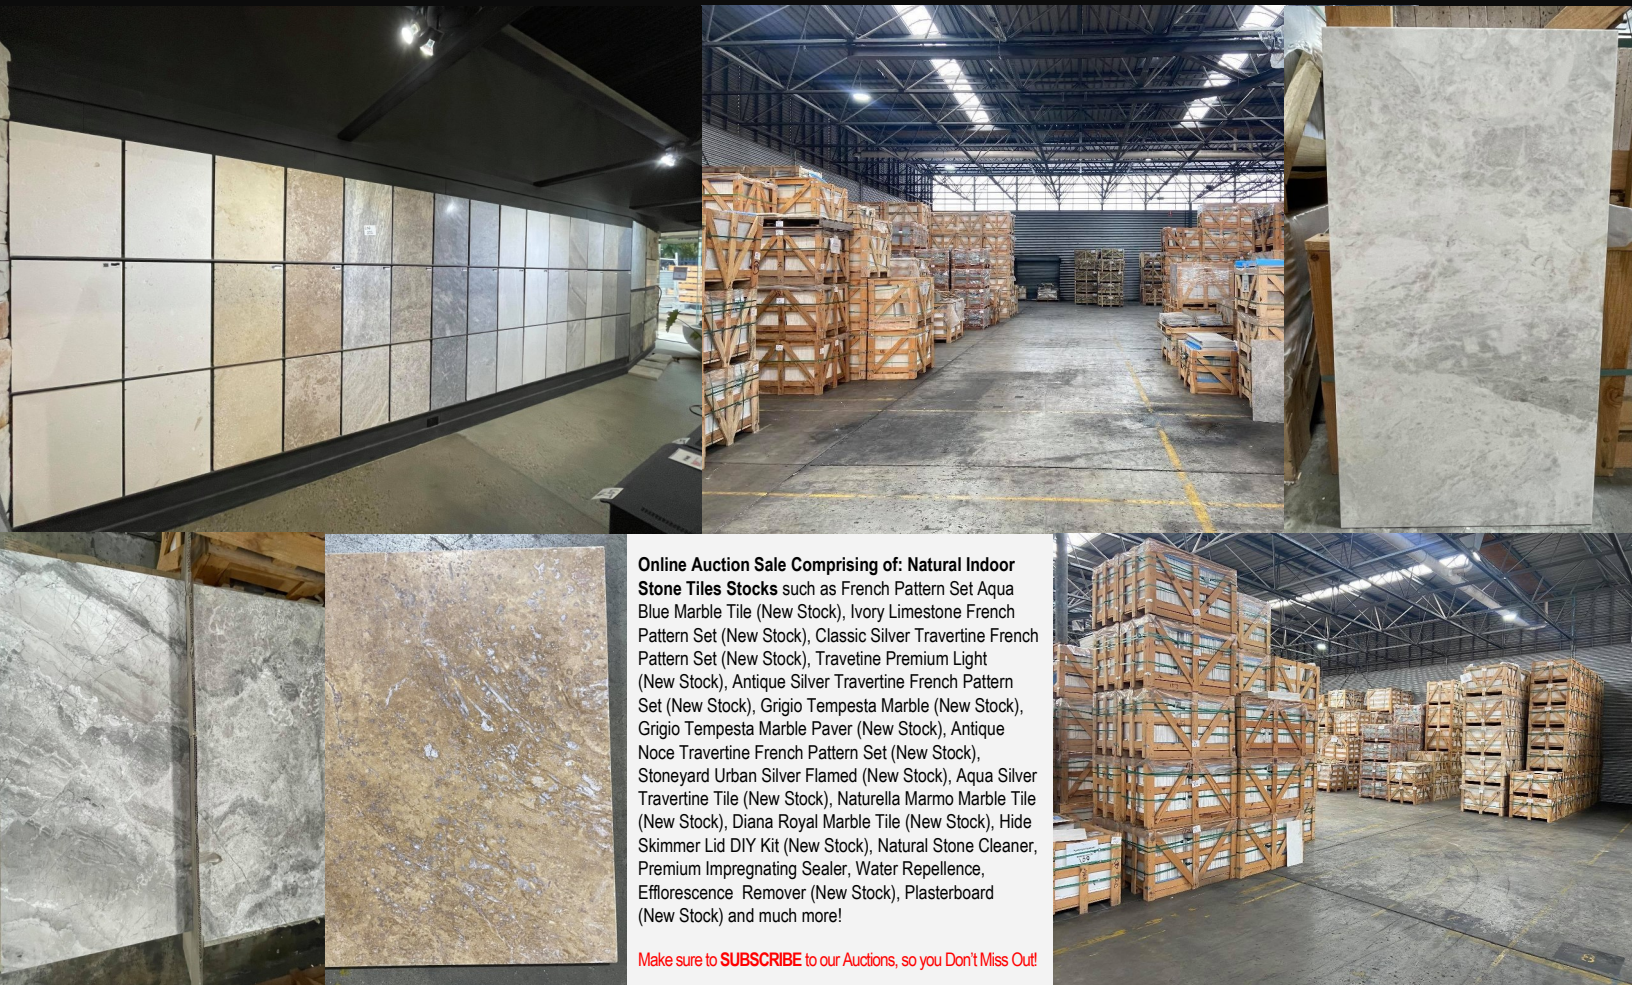 Online Auction Sale Comprising of: Natural Indoor
Stone Tiles Stocks such as French Pattern Set Aqua
Blue Marble Tile (New Stock), Ivory Limestone French
Pattern Set (New Stock), Classic Silver Travertine French
Pattern Set (New Stock), Travetine Premium Light
(New Stock), Antique Silver Travertine French Pattern
Set (New Stock), Grigio Tempesta Marble (New Stock),
Grigio Tempesta Marble Paver (New Stock), Antique
Noce Travertine French Pattern Set (New Stock),
Stoneyard Urban Silver Flamed (New Stock), Aqua Silver
Travertine Tile (New Stock), Naturella Marmo Marble Tile
(New Stock), Diana Royal Marble Tile (New Stock), Hide
Skimmer Lid DIY Kit (New Stock), Natural Stone Cleaner,
Premium Impregnating Sealer, Water Repellence,
Efflorescence  Remover (New Stock), Plasterboard
(New Stock) and much more!
Make sure to SUBSCRIBE to our Auctions, so you Don't Miss Out!